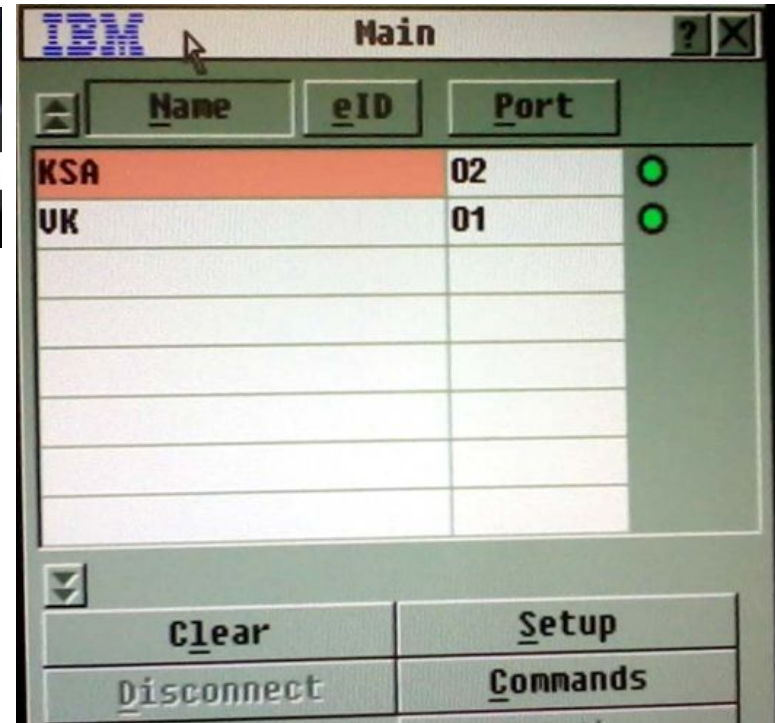 IBM Main ? X
Name eID Port
KSA 02
UK 01
Clear Setup
Disconnect Commands